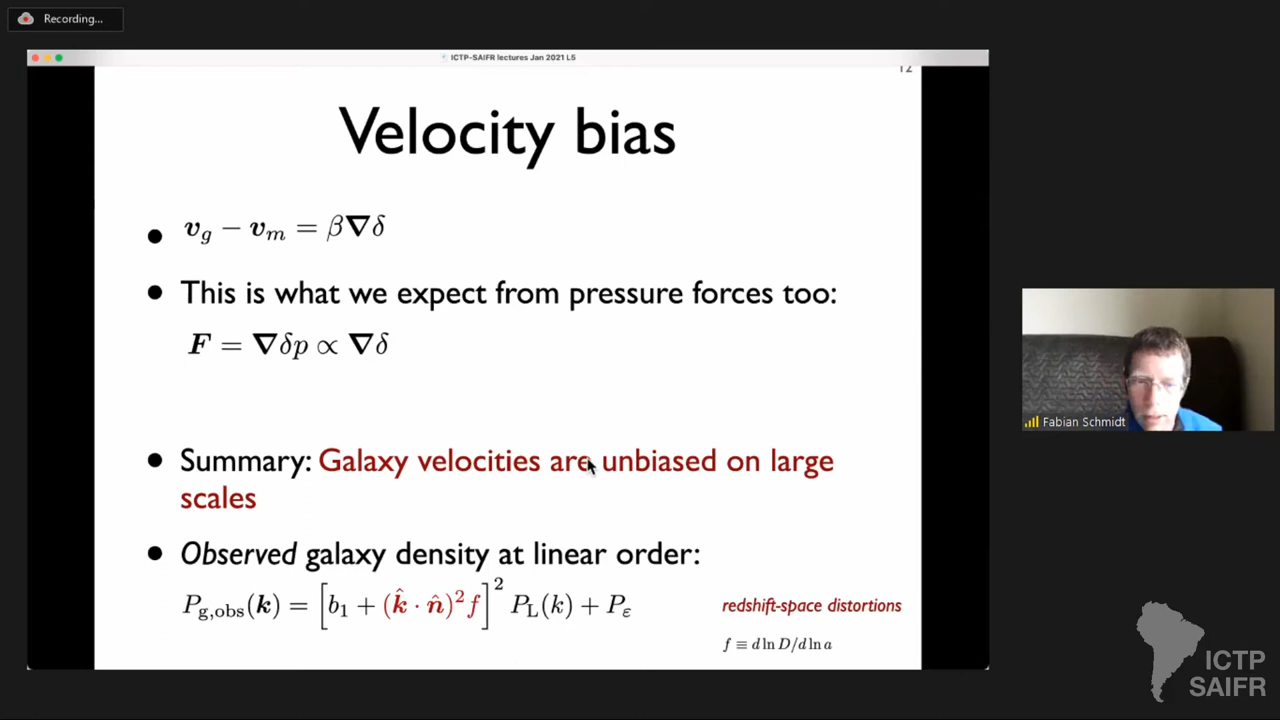 Recording...
ICTP-SAIFR lectures Jan 2021 L5
12
Velocity bias
• 𝒗_g − 𝒗_m = β∇δ
• This is what we expect from pressure forces too:
𝑭 = ∇δp ∝ ∇δ
• Summary: Galaxy velocities are unbiased on large
scales
• Observed galaxy density at linear order:
P_{g,obs}(𝒌) = [b₁ + (𝒌̂ · 𝒏̂)² f]² P_L(k) + P_ε
redshift-space distortions
f ≡ d ln D/d ln a
Fabian Schmidt
ICTP
SAIFR